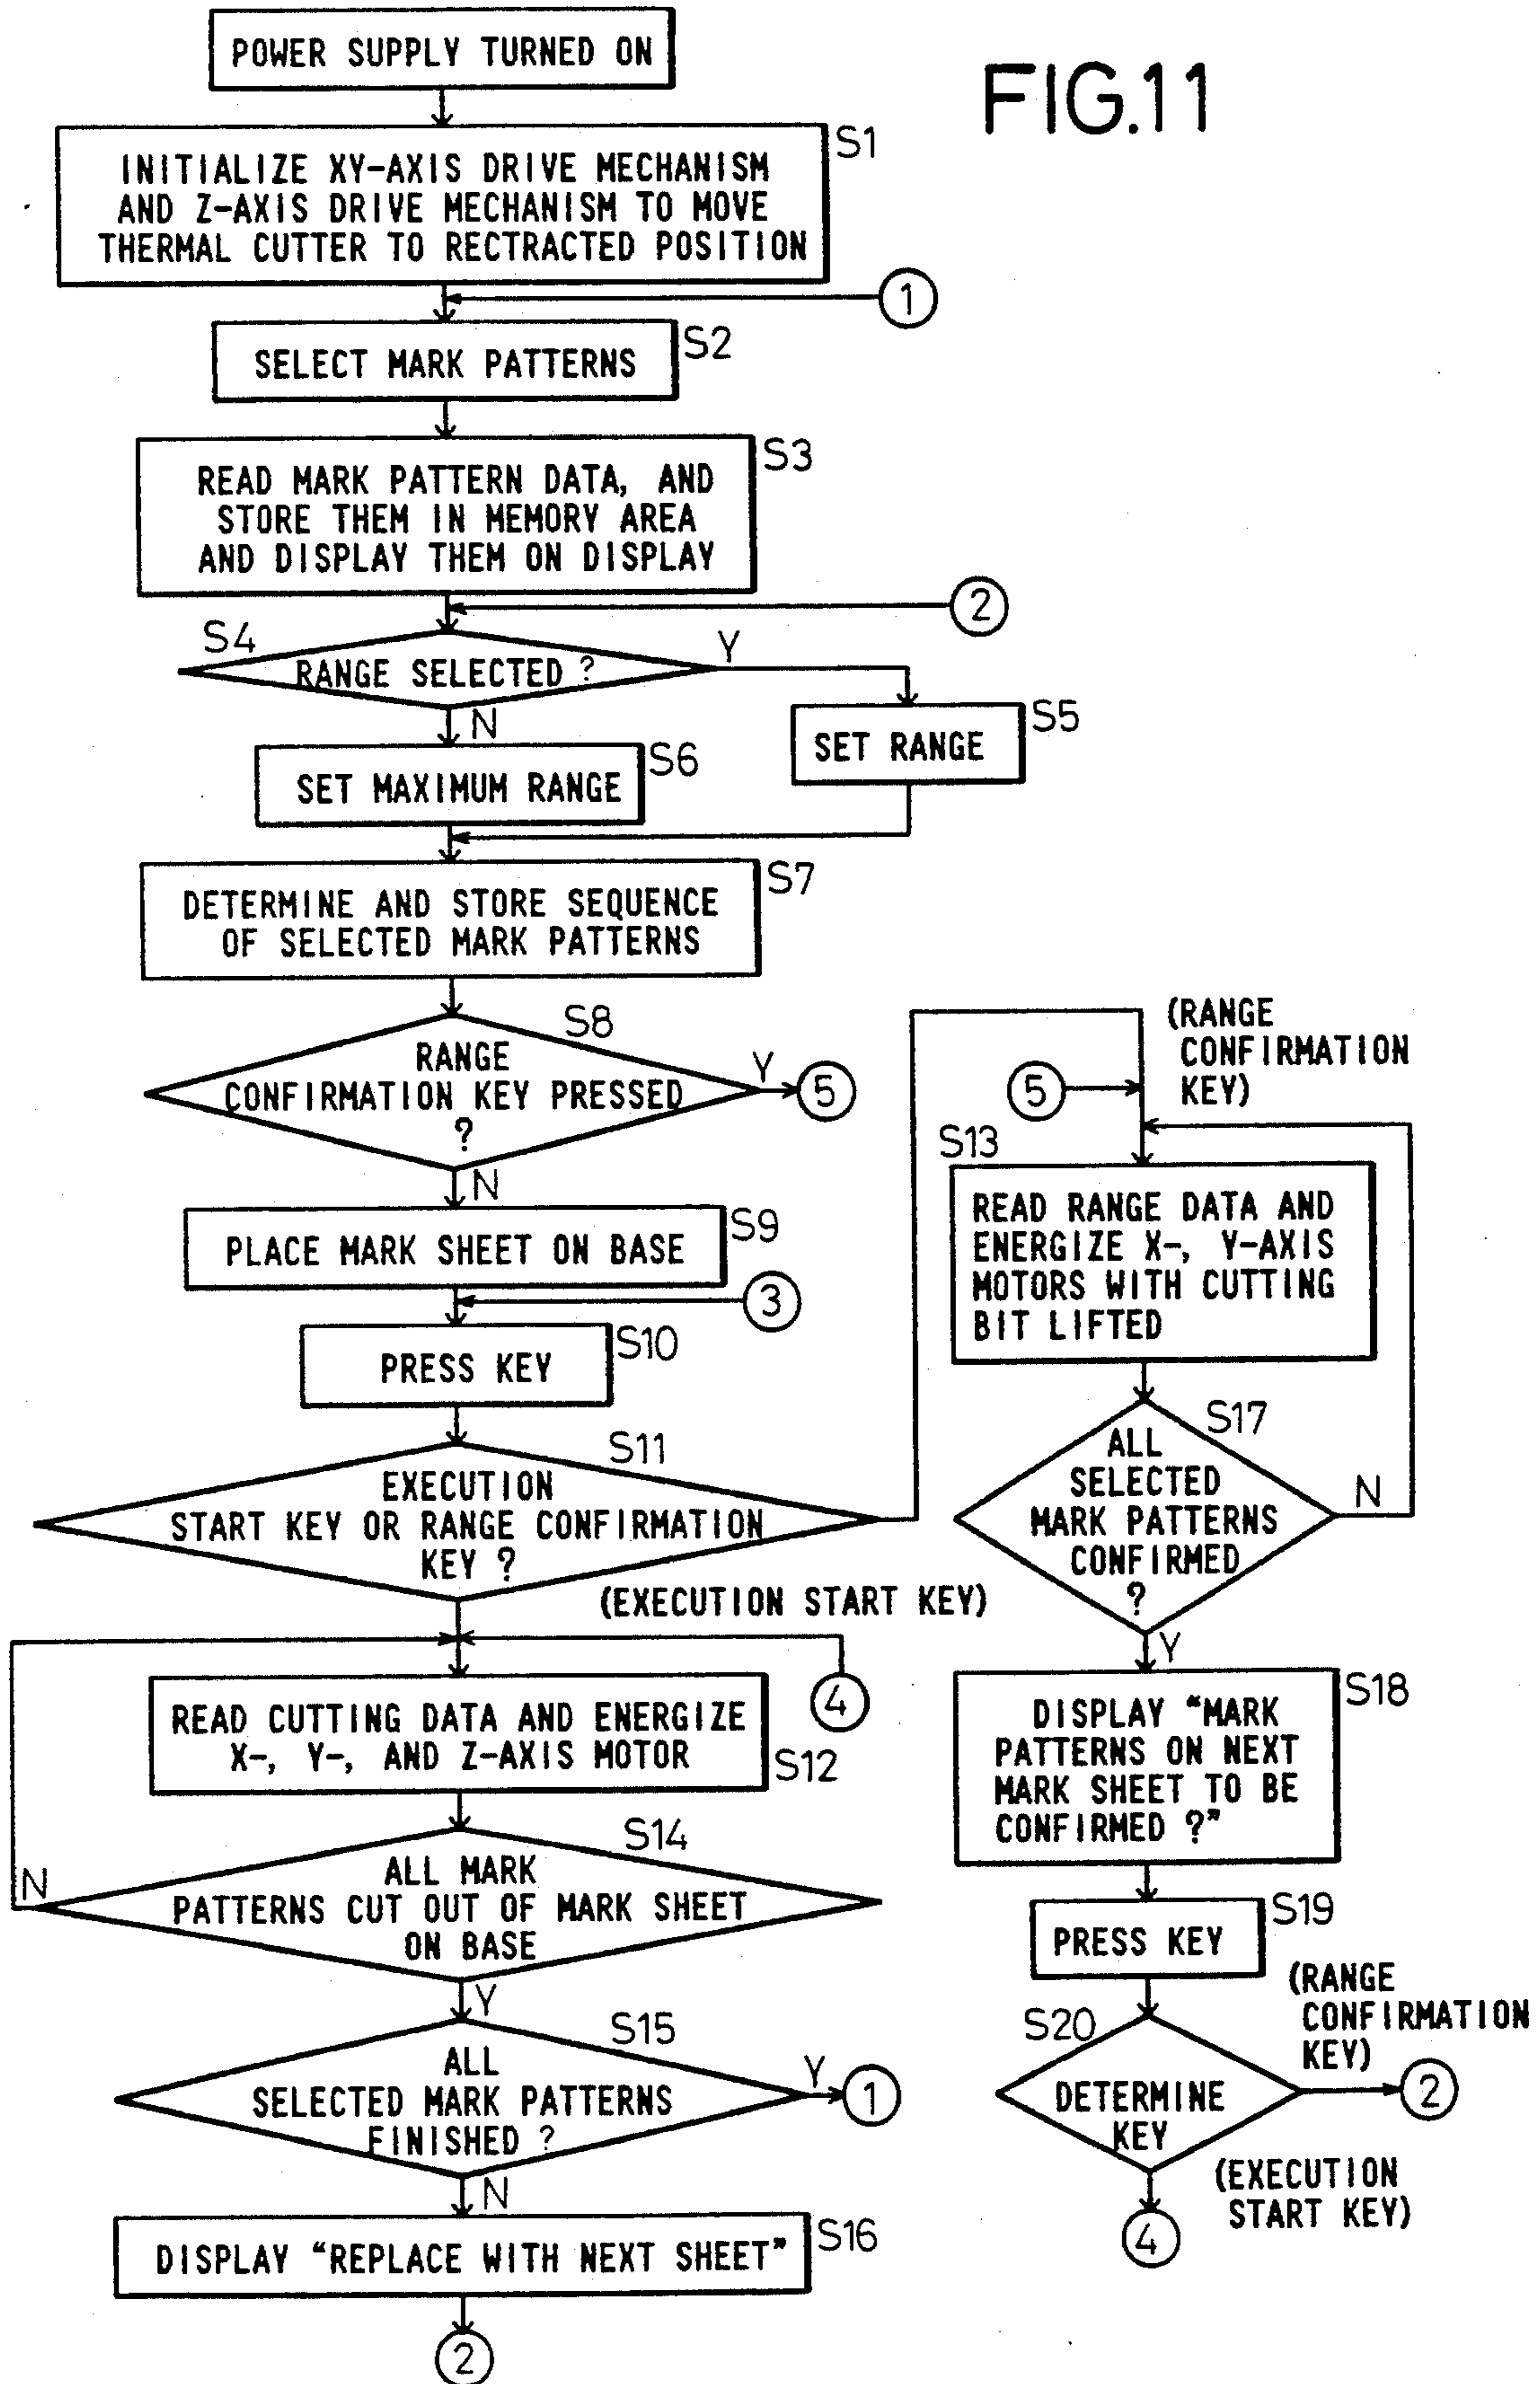 FIG.11
POWER SUPPLY TURNED ON
S1
INITIALIZE XY-AXIS DRIVE MECHANISM
AND Z-AXIS DRIVE MECHANISM TO MOVE
THERMAL CUTTER TO RECTRACTED POSITION
1
SELECT MARK PATTERNS
S2
S3
READ MARK PATTERN DATA, AND
STORE THEM IN MEMORY AREA
AND DISPLAY THEM ON DISPLAY
2
S4
RANGE SELECTED ?
Y
N
S5
SET RANGE
S6
SET MAXIMUM RANGE
S7
DETERMINE AND STORE SEQUENCE
OF SELECTED MARK PATTERNS
S8
RANGE
CONFIRMATION KEY PRESSED
?
Y
5
N
S9
PLACE MARK SHEET ON BASE
3
S10
PRESS KEY
S11
EXECUTION
START KEY OR RANGE CONFIRMATION
KEY ?
(EXECUTION START KEY)
4
READ CUTTING DATA AND ENERGIZE
X-, Y-, AND Z-AXIS MOTOR
S12
S14
ALL MARK
PATTERNS CUT OUT OF MARK SHEET
ON BASE
N
Y
S15
ALL
SELECTED MARK PATTERNS
FINISHED ?
Y
1
N
S16
DISPLAY “REPLACE WITH NEXT SHEET”
2
(RANGE
CONFIRMATION
KEY)
5
S13
READ RANGE DATA AND
ENERGIZE X-, Y-AXIS
MOTORS WITH CUTTING
BIT LIFTED
S17
ALL
SELECTED
MARK PATTERNS
CONFIRMED
?
N
Y
S18
DISPLAY “MARK
PATTERNS ON NEXT
MARK SHEET TO BE
CONFIRMED ?”
S19
PRESS KEY
S20
DETERMINE
KEY
(RANGE
CONFIRMATION
KEY)
2
(EXECUTION
START KEY)
4